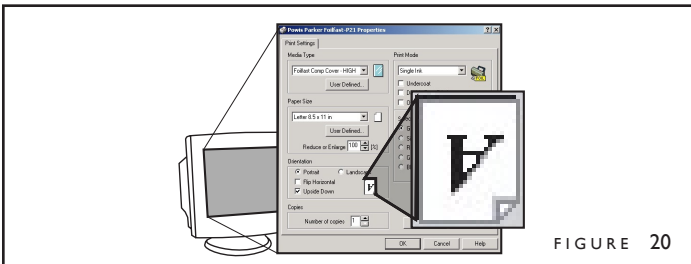 Powis Parker Foilfast-P21 Properties
Print Settings
Media Type
Foilfast Comp Cover - HIGH
User Defined...
Paper Size
Letter 8.5 x 11 in
User Defined...
Reduce or Enlarge 100 [%]
Orientation
Portrait
Landscape
Flip Horizontal
Upside Down
Copies
Number of copies 1
Print Mode
Single Ink
Undercoat
OK
Cancel
Help
A
FIGURE 20